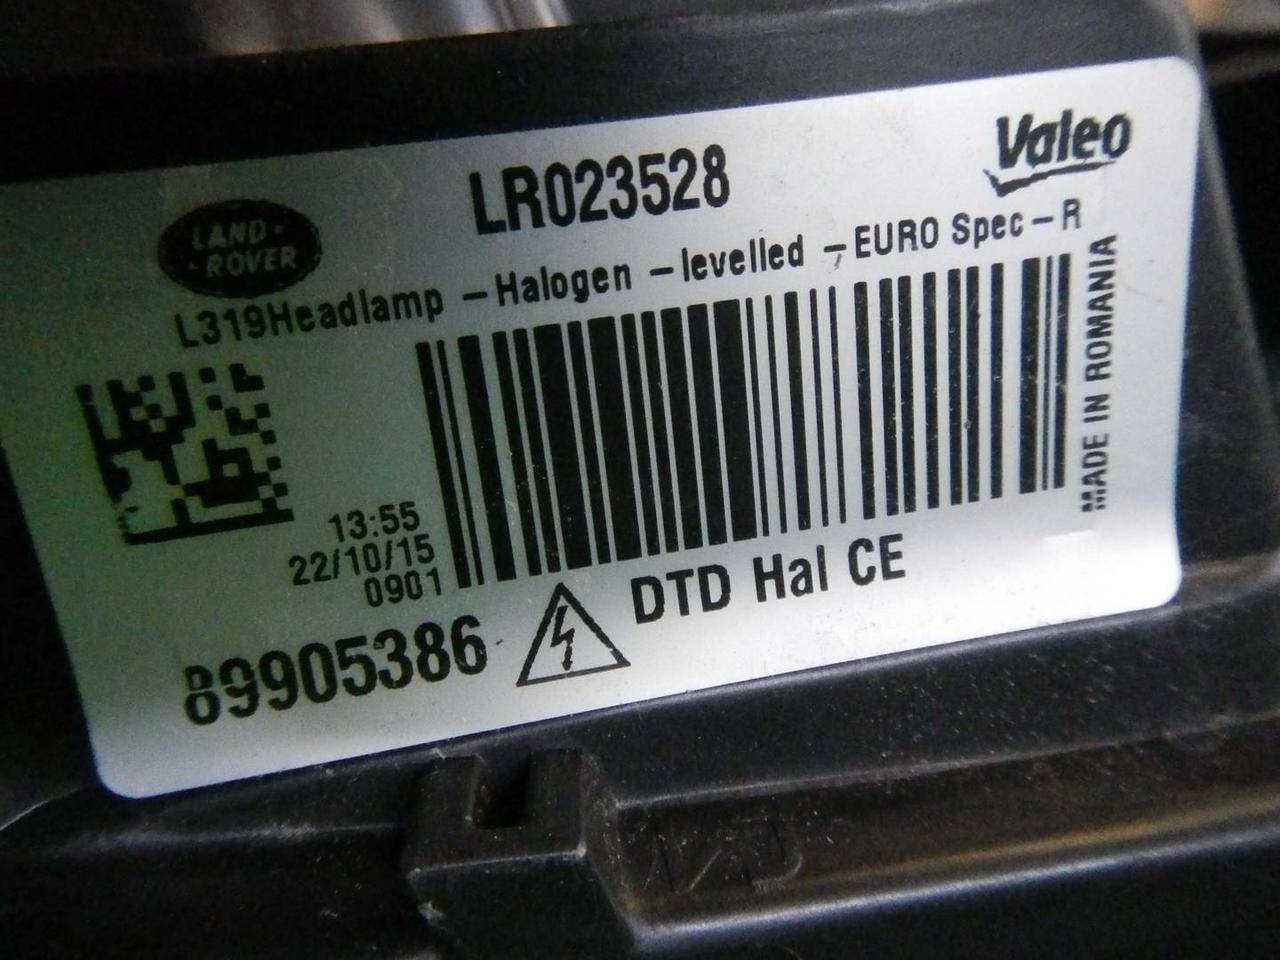 LR023528
Valeo
LAND-
-ROVER
L319Headlamp -Halogen -levelled -EURO Spec-R
MADE IN ROMANIA
13:55
22/10/15
0901
89905386
DTD Hal CE